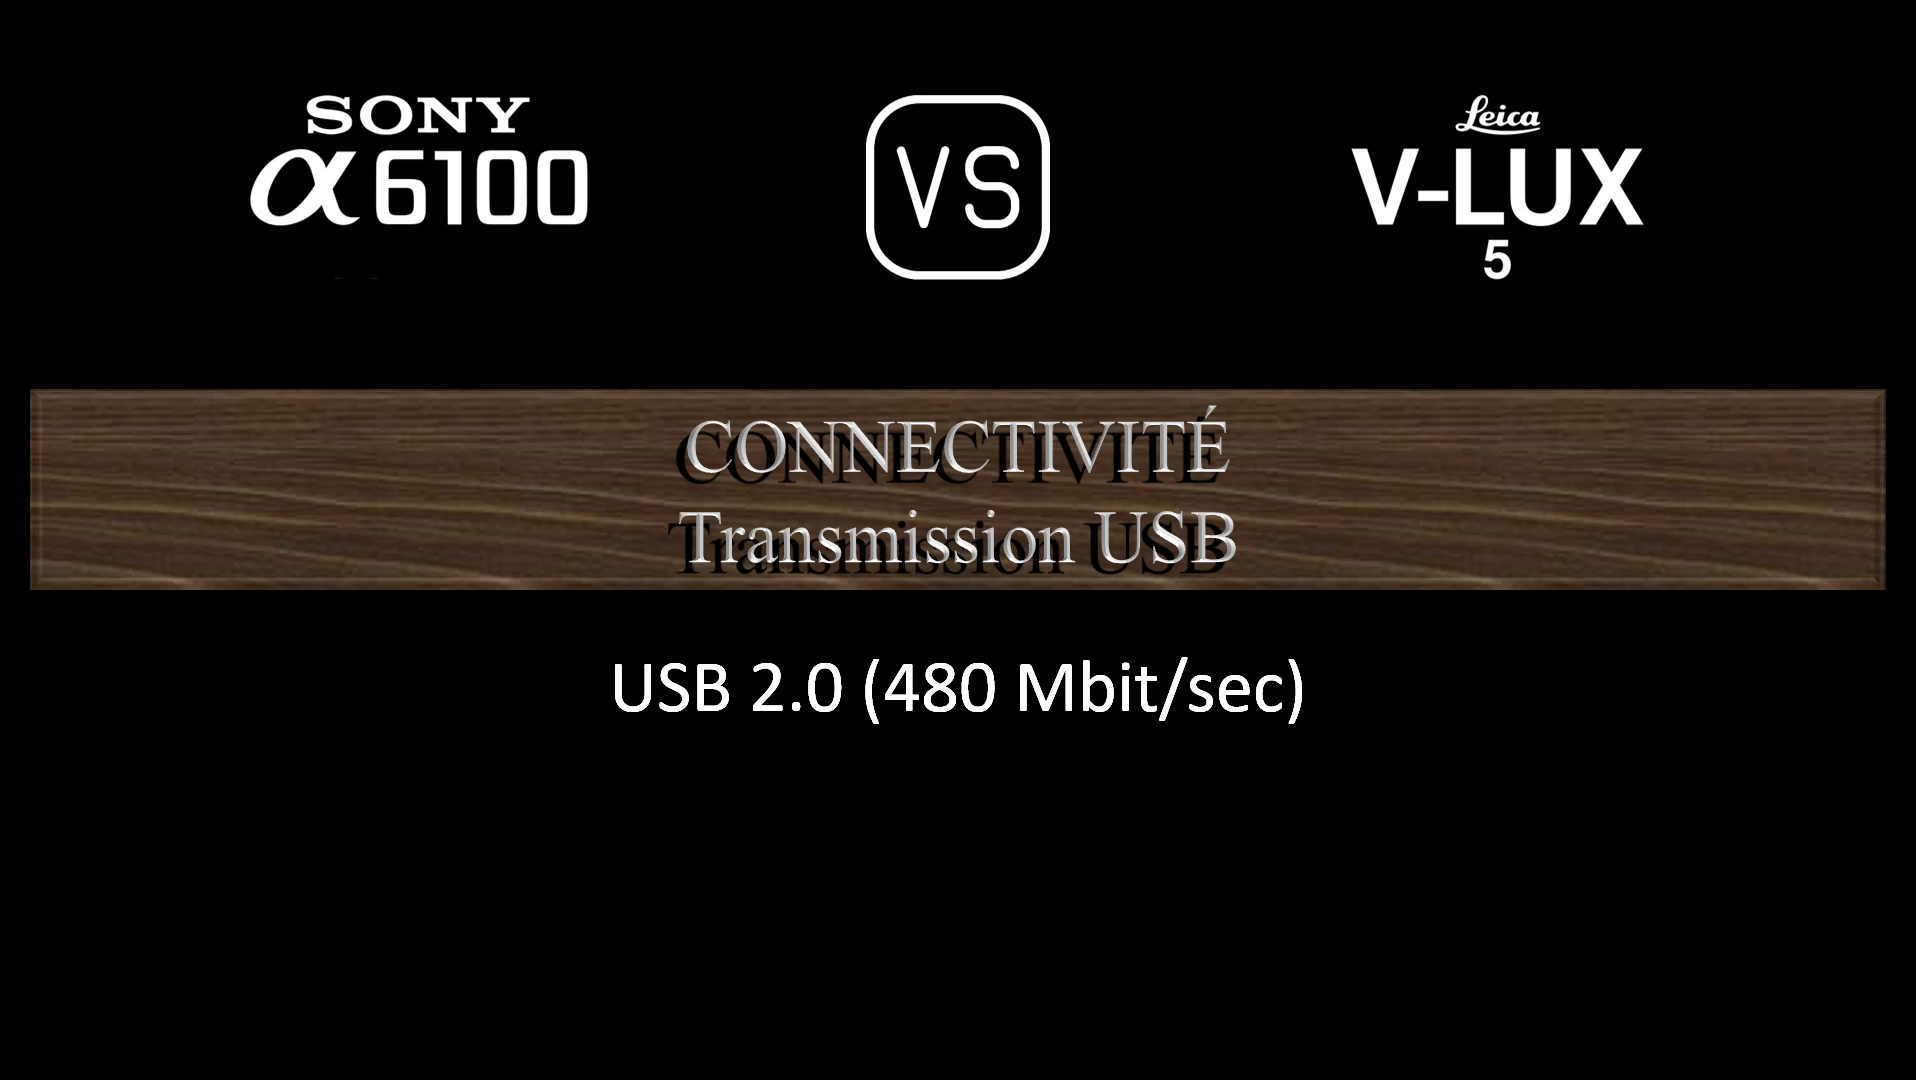 SONY
α6100
VS
Leica
V-LUX
5
CONNECTIVITÉ
Transmission USB
USB 2.0 (480 Mbit/sec)